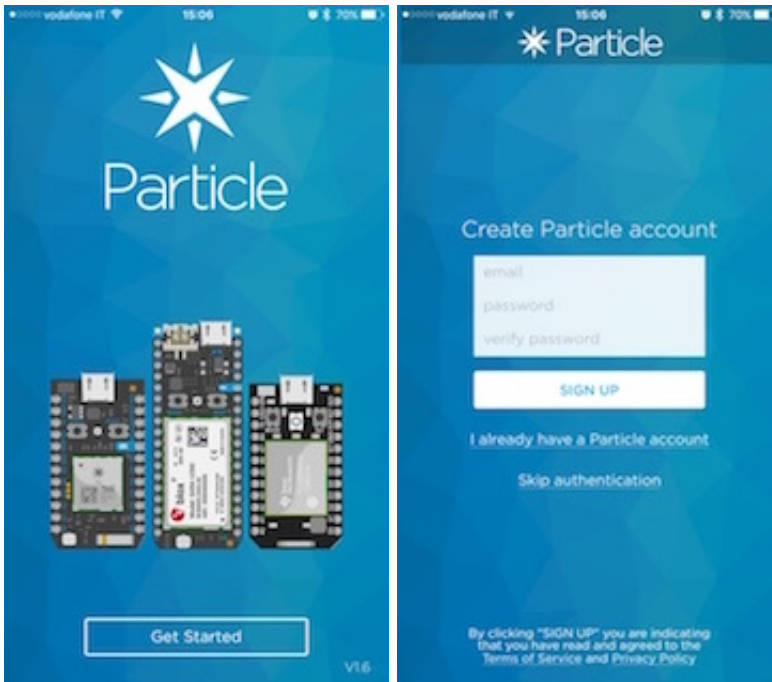 vodafone IT 15:06 70%
Particle
blox
Get Started
V1.6
vodafone IT 15:06 70%
Particle
Create Particle account
email
password
verify password
SIGN UP
I already have a Particle account
Skip authentication
By clicking "SIGN UP" you are indicating
that you have read and agreed to the
Terms of Service and Privacy Policy